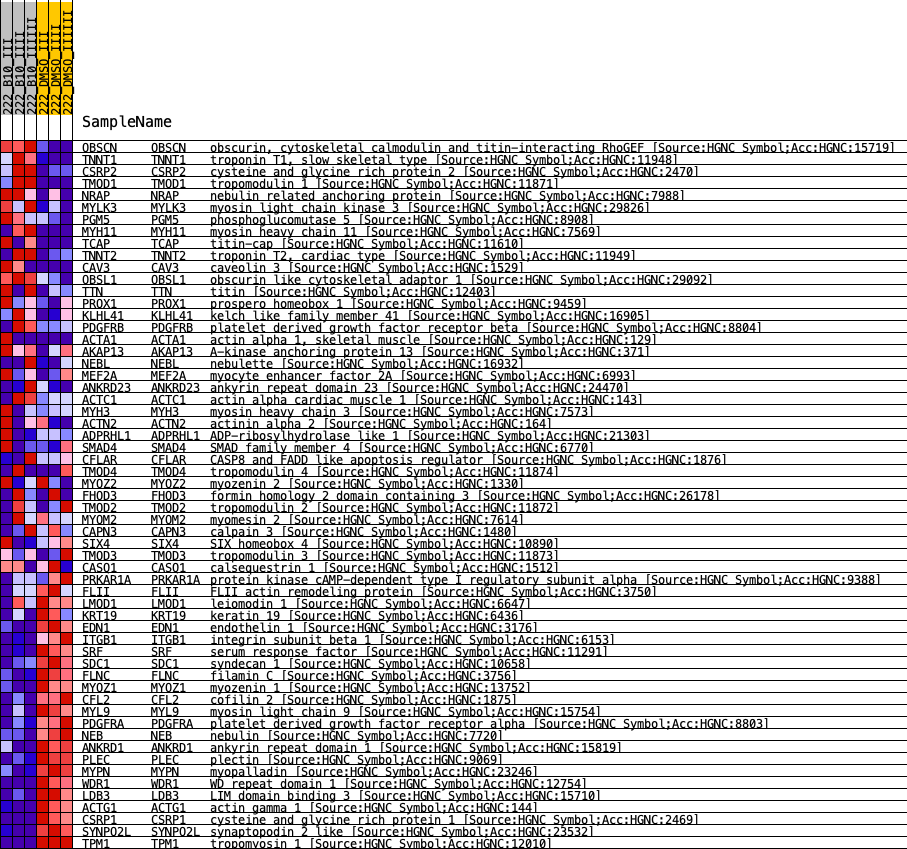 222_B10_III
222_B10_IIII
222_B10_IIIIII
222_DMSO_III
222_DMSO_IIII
222_DMSO_IIIIII
SampleName
OBSCN OBSCN obscurin, cytoskeletal calmodulin and titin-interacting RhoGEF [Source:HGNC Symbol;Acc:HGNC:15719]
TNNT1 TNNT1 troponin T1, slow skeletal type [Source:HGNC Symbol;Acc:HGNC:11948]
CSRP2 CSRP2 cysteine and glycine rich protein 2 [Source:HGNC Symbol;Acc:HGNC:2470]
TMOD1 TMOD1 tropomodulin 1 [Source:HGNC Symbol;Acc:HGNC:11871]
NRAP NRAP nebulin related anchoring protein [Source:HGNC Symbol;Acc:HGNC:7988]
MYLK3 MYLK3 myosin light chain kinase 3 [Source:HGNC Symbol;Acc:HGNC:29826]
PGM5 PGM5 phosphoglucomutase 5 [Source:HGNC Symbol;Acc:HGNC:8908]
MYH11 MYH11 myosin heavy chain 11 [Source:HGNC Symbol;Acc:HGNC:7569]
TCAP TCAP titin-cap [Source:HGNC Symbol;Acc:HGNC:11610]
TNNT2 TNNT2 troponin T2, cardiac type [Source:HGNC Symbol;Acc:HGNC:11949]
CAV3 CAV3 caveolin 3 [Source:HGNC Symbol;Acc:HGNC:1529]
OBSL1 OBSL1 obscurin like cytoskeletal adaptor 1 [Source:HGNC Symbol;Acc:HGNC:29092]
TTN TTN titin [Source:HGNC Symbol;Acc:HGNC:12403]
PROX1 PROX1 prospero homeobox 1 [Source:HGNC Symbol;Acc:HGNC:9459]
KLHL41 KLHL41 kelch like family member 41 [Source:HGNC Symbol;Acc:HGNC:16905]
PDGFRB PDGFRB platelet derived growth factor receptor beta [Source:HGNC Symbol;Acc:HGNC:8804]
ACTA1 ACTA1 actin alpha 1, skeletal muscle [Source:HGNC Symbol;Acc:HGNC:129]
AKAP13 AKAP13 A-kinase anchoring protein 13 [Source:HGNC Symbol;Acc:HGNC:371]
NEBL NEBL nebulette [Source:HGNC Symbol;Acc:HGNC:16932]
MEF2A MEF2A myocyte enhancer factor 2A [Source:HGNC Symbol;Acc:HGNC:6993]
ANKRD23 ANKRD23 ankyrin repeat domain 23 [Source:HGNC Symbol;Acc:HGNC:24470]
ACTC1 ACTC1 actin alpha cardiac muscle 1 [Source:HGNC Symbol;Acc:HGNC:143]
MYH3 MYH3 myosin heavy chain 3 [Source:HGNC Symbol;Acc:HGNC:7573]
ACTN2 ACTN2 actinin alpha 2 [Source:HGNC Symbol;Acc:HGNC:164]
ADPRHL1 ADPRHL1 ADP-ribosylhydrolase like 1 [Source:HGNC Symbol;Acc:HGNC:21303]
SMAD4 SMAD4 SMAD family member 4 [Source:HGNC Symbol;Acc:HGNC:6770]
CFLAR CFLAR CASP8 and FADD like apoptosis regulator [Source:HGNC Symbol;Acc:HGNC:1876]
TMOD4 TMOD4 tropomodulin 4 [Source:HGNC Symbol;Acc:HGNC:11874]
MYOZ2 MYOZ2 myozenin 2 [Source:HGNC Symbol;Acc:HGNC:1330]
FHOD3 FHOD3 formin homology 2 domain containing 3 [Source:HGNC Symbol;Acc:HGNC:26178]
TMOD2 TMOD2 tropomodulin 2 [Source:HGNC Symbol;Acc:HGNC:11872]
MYOM2 MYOM2 myomesin 2 [Source:HGNC Symbol;Acc:HGNC:7614]
CAPN3 CAPN3 calpain 3 [Source:HGNC Symbol;Acc:HGNC:1480]
SIX4 SIX4 SIX homeobox 4 [Source:HGNC Symbol;Acc:HGNC:10890]
TMOD3 TMOD3 tropomodulin 3 [Source:HGNC Symbol;Acc:HGNC:11873]
CASQ1 CASQ1 calsequestrin 1 [Source:HGNC Symbol;Acc:HGNC:1512]
PRKAR1A PRKAR1A protein kinase cAMP-dependent type I regulatory subunit alpha [Source:HGNC Symbol;Acc:HGNC:9388]
FLII FLII FLII actin remodeling protein [Source:HGNC Symbol;Acc:HGNC:3750]
LMOD1 LMOD1 leiomodin 1 [Source:HGNC Symbol;Acc:HGNC:6647]
KRT19 KRT19 keratin 19 [Source:HGNC Symbol;Acc:HGNC:6436]
EDN1 EDN1 endothelin 1 [Source:HGNC Symbol;Acc:HGNC:3176]
ITGB1 ITGB1 integrin subunit beta 1 [Source:HGNC Symbol;Acc:HGNC:6153]
SRF SRF serum response factor [Source:HGNC Symbol;Acc:HGNC:11291]
SDC1 SDC1 syndecan 1 [Source:HGNC Symbol;Acc:HGNC:10658]
FLNC FLNC filamin C [Source:HGNC Symbol;Acc:HGNC:3756]
MYOZ1 MYOZ1 myozenin 1 [Source:HGNC Symbol;Acc:HGNC:13752]
CFL2 CFL2 cofilin 2 [Source:HGNC Symbol;Acc:HGNC:1875]
MYL9 MYL9 myosin light chain 9 [Source:HGNC Symbol;Acc:HGNC:15754]
PDGFRA PDGFRA platelet derived growth factor receptor alpha [Source:HGNC Symbol;Acc:HGNC:8803]
NEB NEB nebulin [Source:HGNC Symbol;Acc:HGNC:7720]
ANKRD1 ANKRD1 ankyrin repeat domain 1 [Source:HGNC Symbol;Acc:HGNC:15819]
PLEC PLEC plectin [Source:HGNC Symbol;Acc:HGNC:9069]
MYPN MYPN myopalladin [Source:HGNC Symbol;Acc:HGNC:23246]
WDR1 WDR1 WD repeat domain 1 [Source:HGNC Symbol;Acc:HGNC:12754]
LDB3 LDB3 LIM domain binding 3 [Source:HGNC Symbol;Acc:HGNC:15710]
ACTG1 ACTG1 actin gamma 1 [Source:HGNC Symbol;Acc:HGNC:144]
CSRP1 CSRP1 cysteine and glycine rich protein 1 [Source:HGNC Symbol;Acc:HGNC:2469]
SYNPO2L SYNPO2L synaptopodin 2 like [Source:HGNC Symbol;Acc:HGNC:23532]
TPM1 TPM1 tropomyosin 1 [Source:HGNC Symbol;Acc:HGNC:12010]